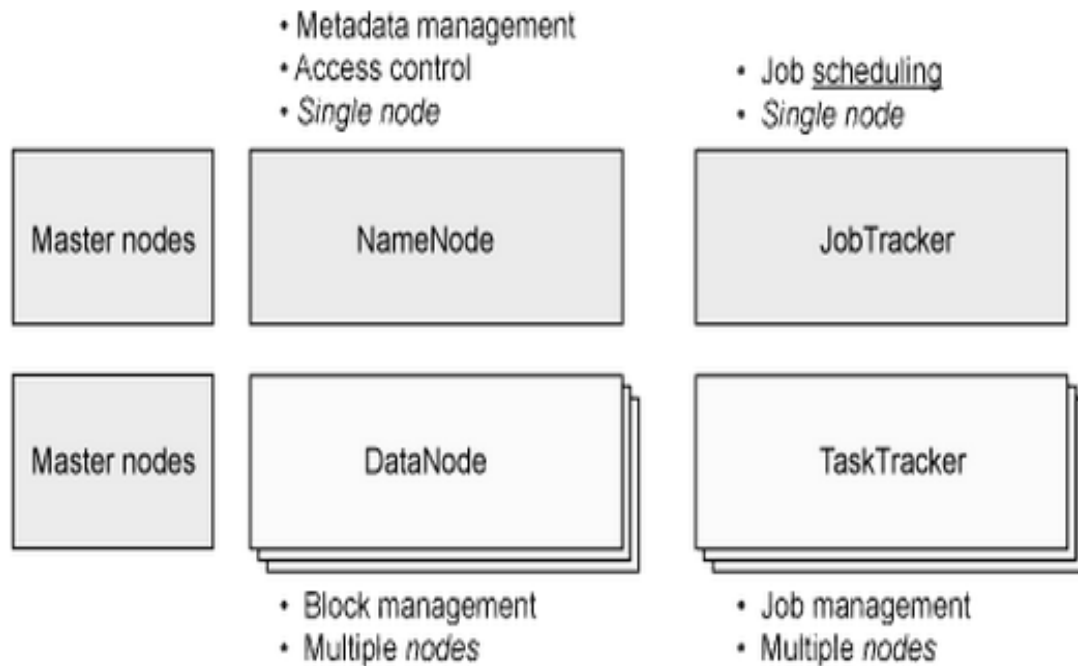 • Metadata management
• Access control
• Single node
• Job scheduling
• Single node
Master nodes
NameNode
JobTracker
Master nodes
DataNode
TaskTracker
• Block management
• Multiple nodes
• Job management
• Multiple nodes